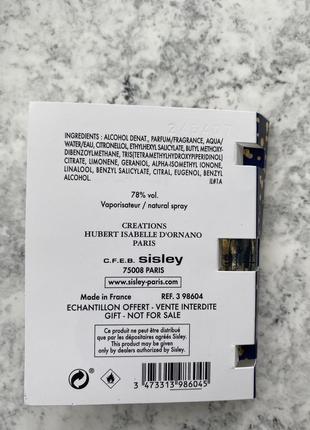 INGREDIENTS : ALCOHOL DENAT., PARFUM/FRAGRANCE, AQUA/
WATER/EAU, CITRONELLOL, ETHYLHEXYL SALICYLATE, BUTYL METHOXY-
DIBENZOYLMETHANE, TRIS(TETRAMETHYLHYDROXYPIPERIDINOL)
CITRATE, LIMONENE, GERANIOL, ALPHA-ISOMETHYL IONONE,
LINALOOL, BENZYL SALICYLATE, CITRAL, EUGENOL, BENZYL
ALCOHOL.
IL#1A
78% vol.
Vaporisateur / natural spray
CREATIONS
HUBERT ISABELLE D'ORNANO
PARIS
C.F.E.B. sisley
75008 PARIS
www.sisley-paris.com
Made in France REF. 3 98604
ECHANTILLON OFFERT - VENTE INTERDITE
GIFT - NOT FOR SALE
Ce produit ne peut être distribué
que par les dépositaires agréés Sisley.
This product may be given
only by dealers authorized by Sisley.
3 473313 986045